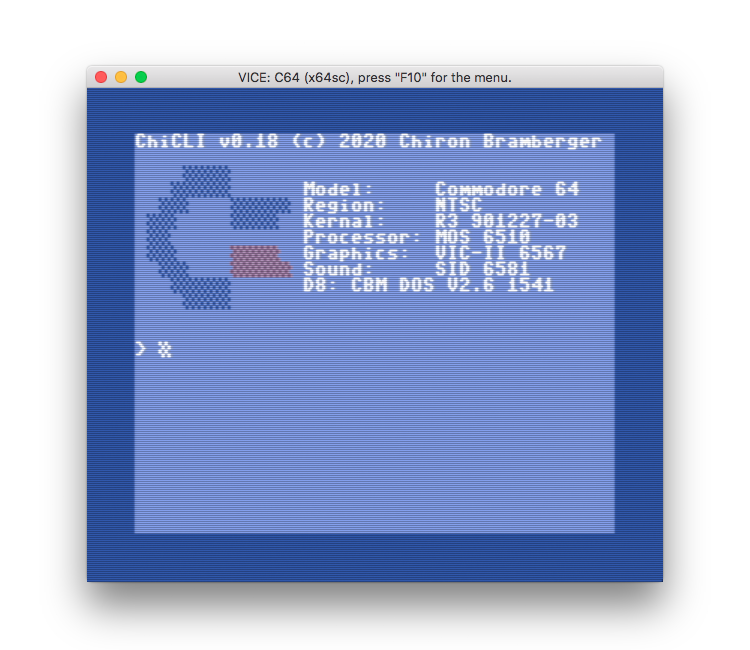 VICE: C64 (x64sc), press "F10" for the menu.
ChiCLI v0.18 (c) 2020 Chiron Bramberger
Model: Commodore 64
Region: NTSC
Kernal: R3 901227-03
Processor: MOS 6510
Graphics: VIC-II 6567
Sound: SID 6581
D8: CBM DOS V2.6 1541
>